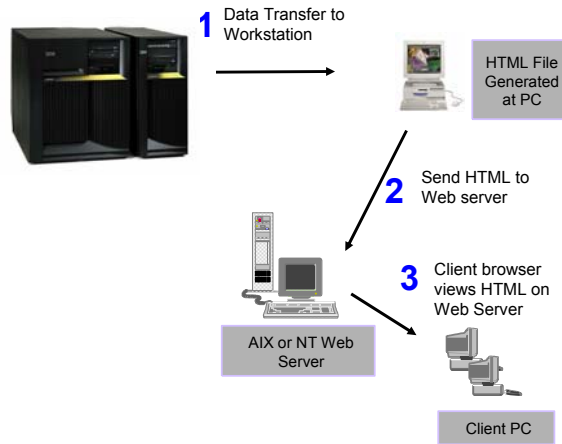 1
Data Transfer to
Workstation
HTML File
Generated
at PC
2
Send HTML to
Web server
3
Client browser
views HTML on
Web Server
AIX or NT Web
Server
Client PC